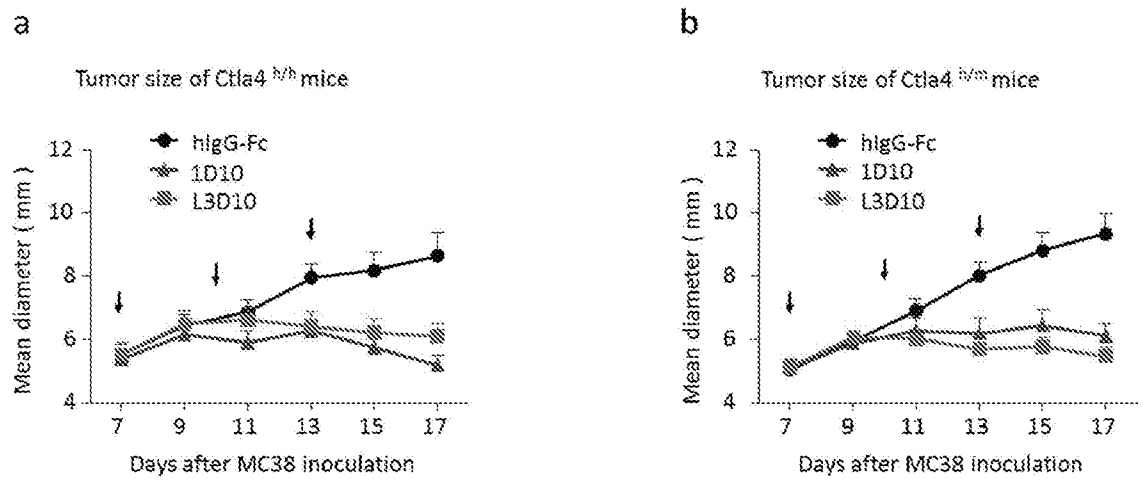 a
Tumor size of Ctla4 h/h mice
hIgG-Fc
1D10
L3D10
Mean diameter ( mm )
12
10
8
6
4
7 9 11 13 15 17
Days after MC38 inoculation
b
Tumor size of Ctla4 h/m mice
hIgG-Fc
1D10
L3D10
Mean diameter ( mm )
12
10
8
6
4
7 9 11 13 15 17
Days after MC38 inoculation